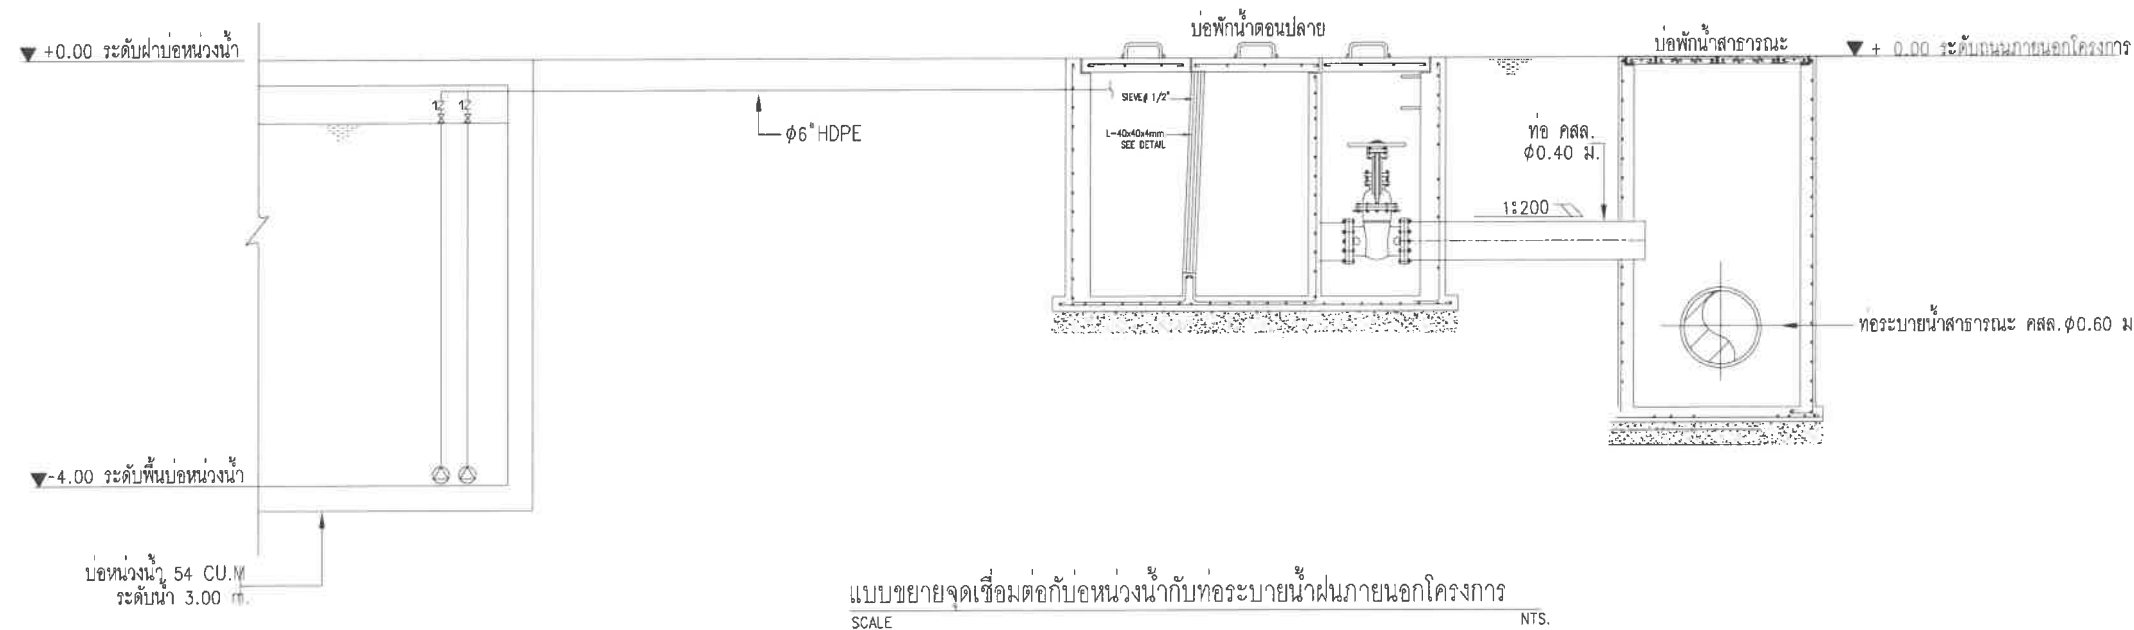 บ่อพักน้ำตอนปลาย
+0.00 ระดับฝาบ่อหน่วงน้ำ
บ่อพักน้ำสาธารณะ
+ 0.00 ระดับถนนภายนอกโครงการ
SIEVEφ 1/2"
φ6"HDPE
L-40x40x4mm
SEE DETAIL
ท่อ คสล.
φ0.40 ม.
1:200
ท่อระบายน้ำสาธารณะ คสล.φ0.60 ม
-4.00 ระดับพื้นบ่อหน่วงน้ำ
บ่อหน่วงน้ำ 54 CU.M
ระดับน้ำ 3.00 m.
แบบขยายจุดเชื่อมต่อกับบ่อหน่วงน้ำกับท่อระบายน้ำฝนภายนอกโครงการ
SCALE NTS.